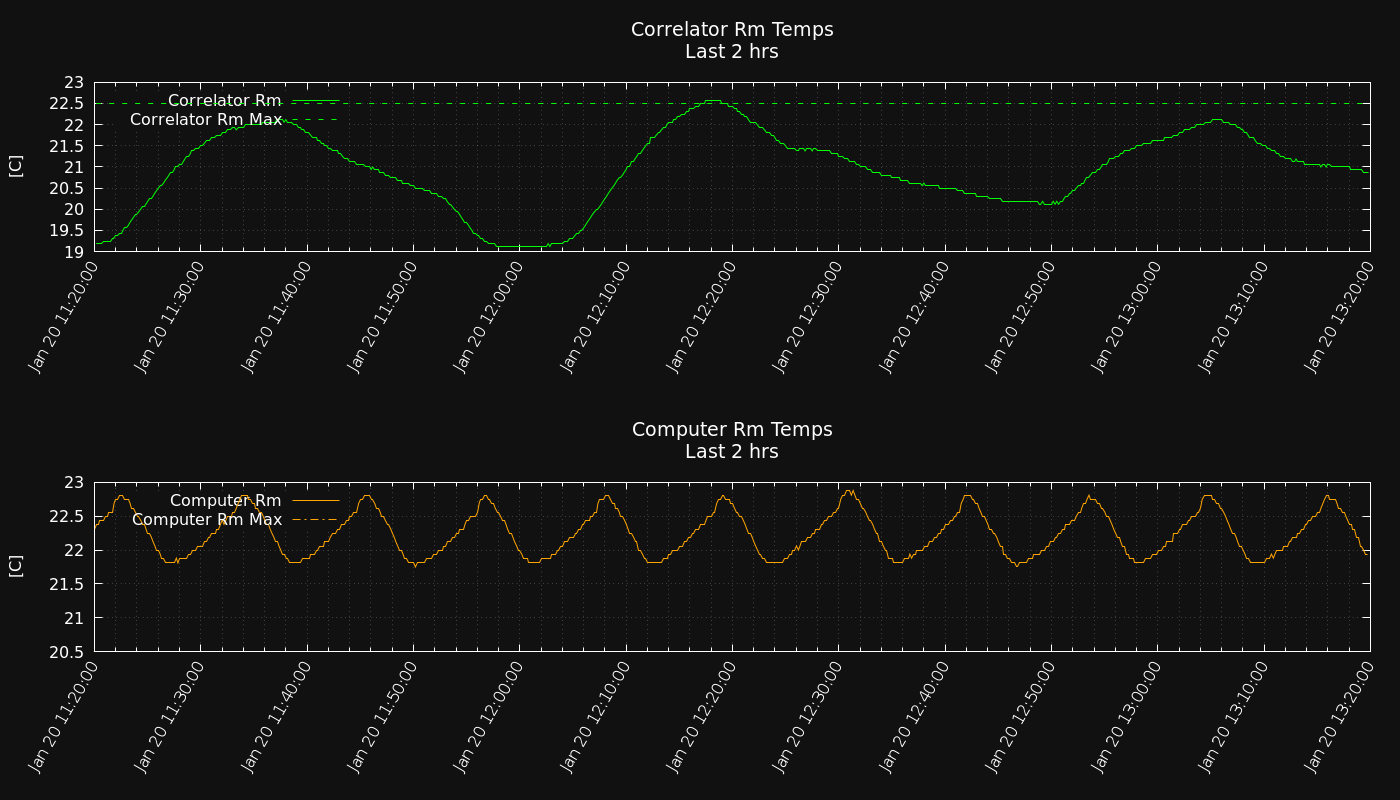 Correlator Rm Temps
Last 2 hrs
23
22.5
22
21.5
21
20.5
20
19.5
19
[C]
Correlator Rm
Correlator Rm Max
Jan 20 11:20:00
Jan 20 11:30:00
Jan 20 11:40:00
Jan 20 11:50:00
Jan 20 12:00:00
Jan 20 12:10:00
Jan 20 12:20:00
Jan 20 12:30:00
Jan 20 12:40:00
Jan 20 12:50:00
Jan 20 13:00:00
Jan 20 13:10:00
Jan 20 13:20:00
Computer Rm Temps
Last 2 hrs
23
22.5
22
21.5
21
20.5
[C]
Computer Rm
Computer Rm Max
Jan 20 11:20:00
Jan 20 11:30:00
Jan 20 11:40:00
Jan 20 11:50:00
Jan 20 12:00:00
Jan 20 12:10:00
Jan 20 12:20:00
Jan 20 12:30:00
Jan 20 12:40:00
Jan 20 12:50:00
Jan 20 13:00:00
Jan 20 13:10:00
Jan 20 13:20:00